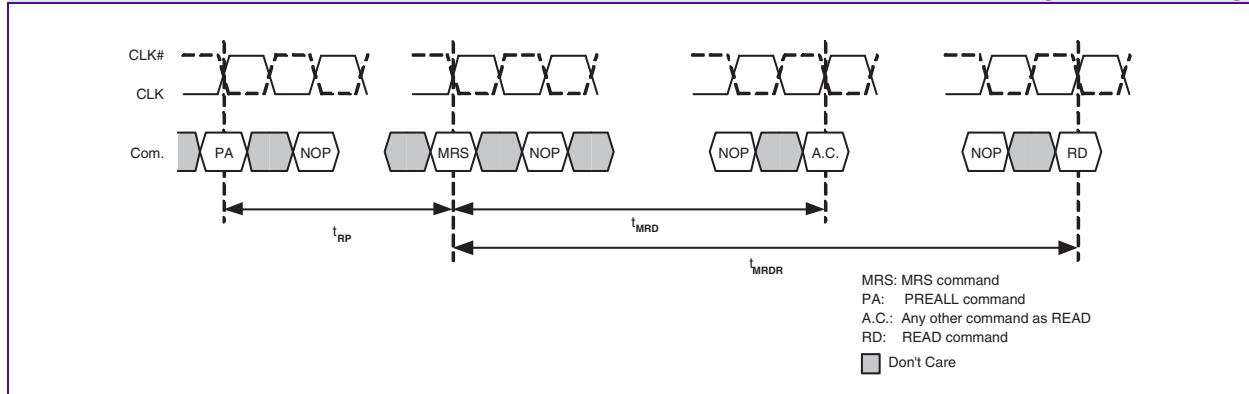 CLK#
CLK
Com. PA NOP MRS NOP NOP A.C. NOP RD
tRP
tMRD
tMRDR
MRS: MRS command
PA: PREALL command
A.C.: Any other command as READ
RD: READ command
Don't Care